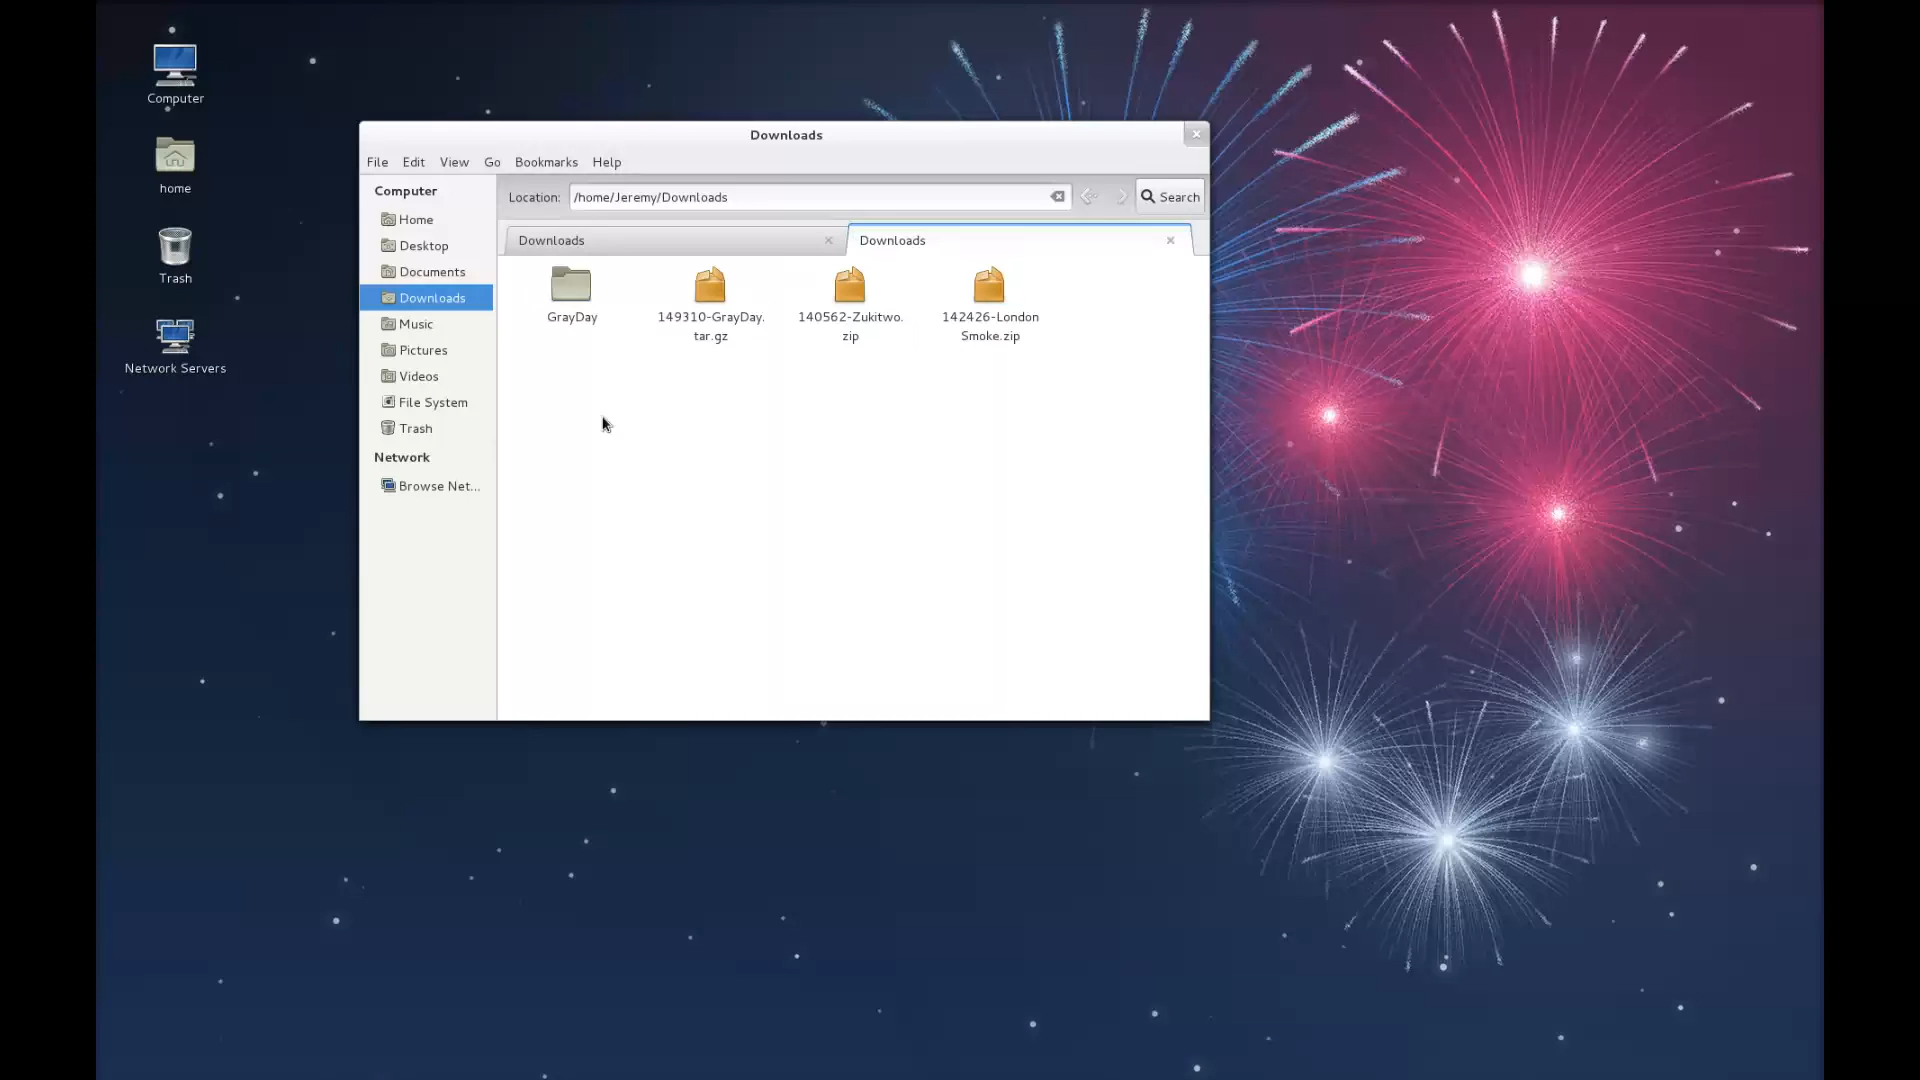 Computer
home
Trash
Network Servers
Downloads
File Edit View Go Bookmarks Help
Computer
Home
Desktop
Documents
Downloads
Music
Pictures
Videos
File System
Trash
Network
Browse Net...
Location: /home/Jeremy/Downloads Search
Downloads Downloads
GrayDay
149310-GrayDay.
tar.gz
140562-Zukitwo.
zip
142426-London
Smoke.zip